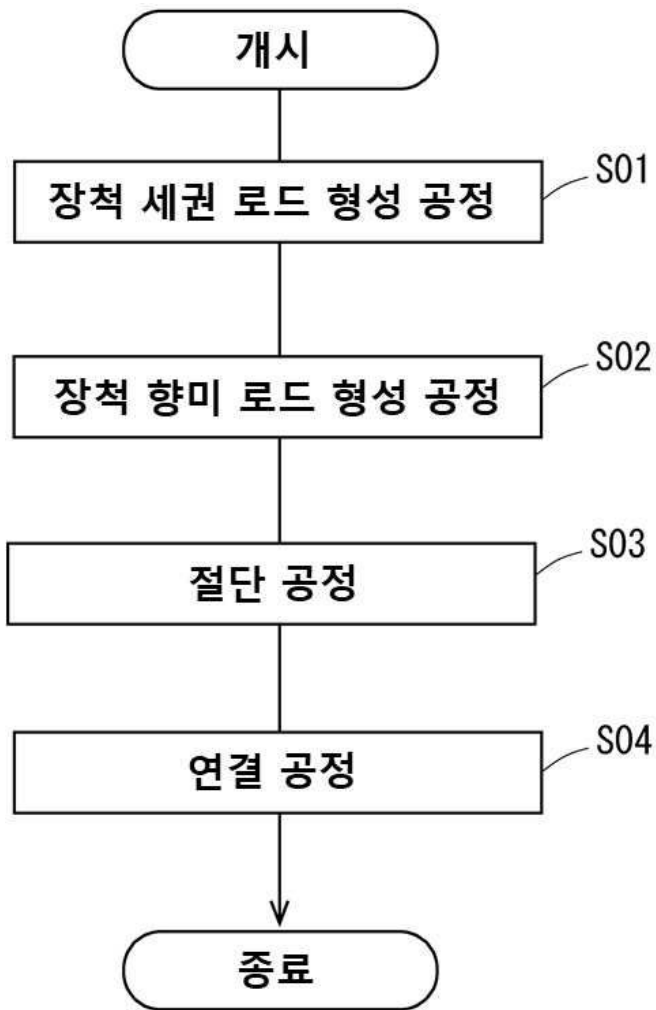 개시
장척 세권 로드 형성 공정
S01
장척 향미 로드 형성 공정
S02
절단 공정
S03
연결 공정
S04
종료